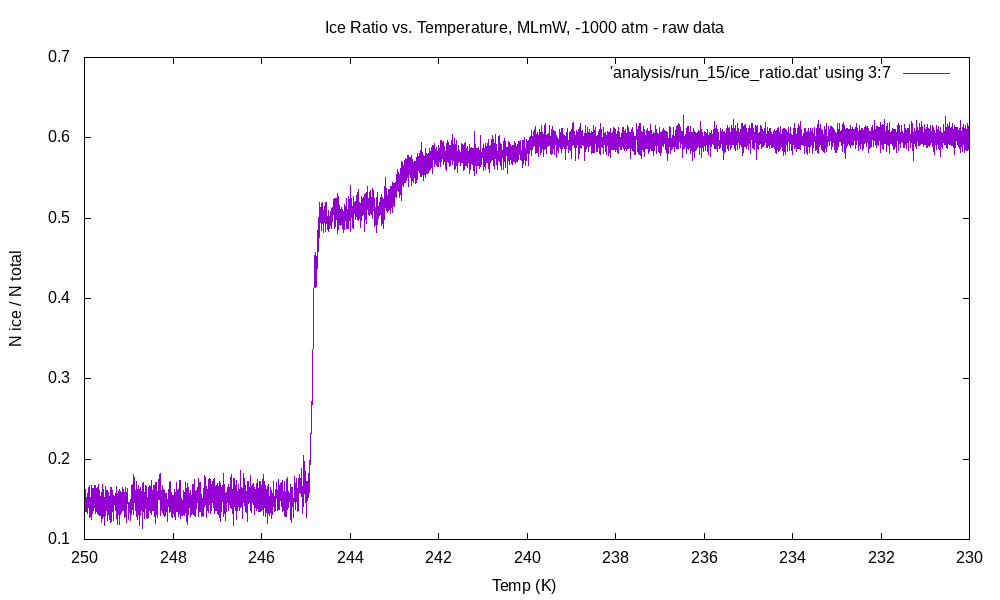 Ice Ratio vs. Temperature, MLmW, -1000 atm - raw data
'analysis/run_15/ice_ratio.dat' using 3:7
0.7
0.6
0.5
0.4
0.3
0.2
0.1
N ice / N total
250 248 246 244 242 240 238 236 234 232 230
Temp (K)